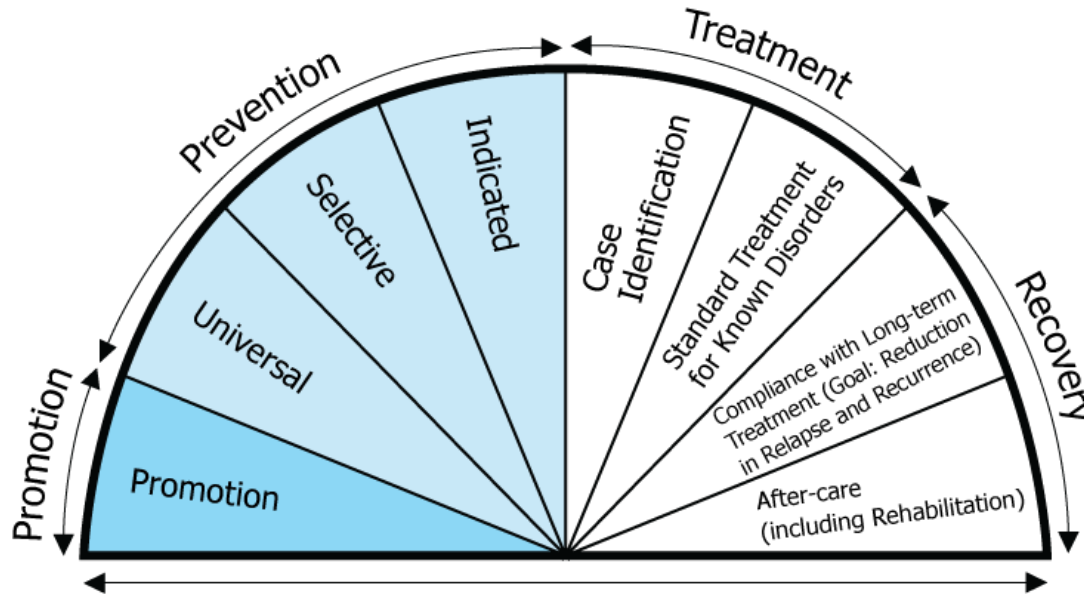 Promotion
Prevention
Treatment
Recovery
Promotion
Universal
Selective
Indicated
Case
Identification
Standard Treatment
for Known Disorders
Compliance with Long-term
Treatment (Goal: Reduction
in Relapse and Recurrence)
After-care
(including Rehabilitation)